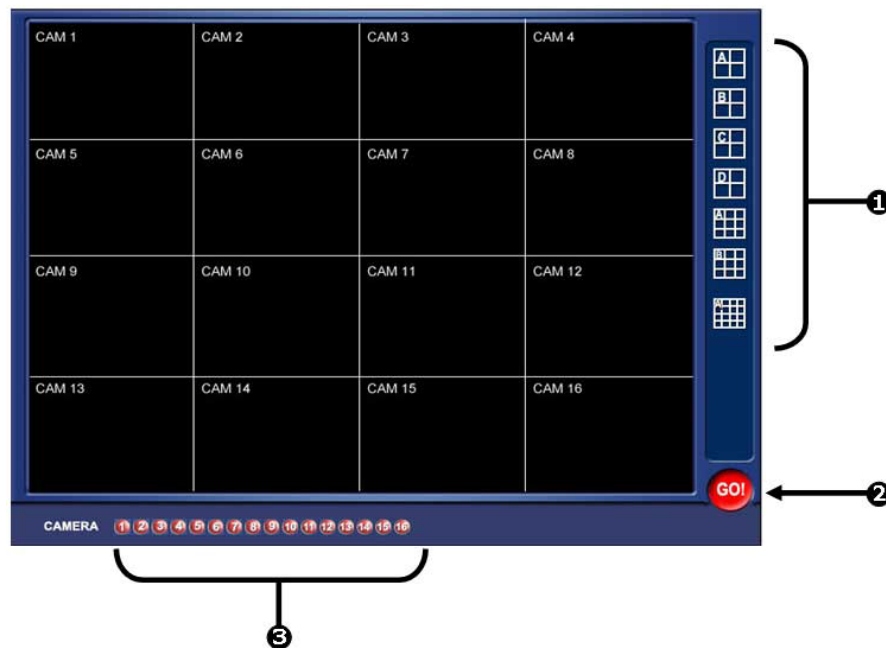 CAM 1 CAM 2 CAM 3 CAM 4
A
B
C
D
CAM 5 CAM 6 CAM 7 CAM 8
1
A
B
CAM 9 CAM 10 CAM 11 CAM 12
A
CAM 13 CAM 14 CAM 15 CAM 16
GO!
2
CAMERA 1 2 3 4 5 6 7 8 9 10 11 12 13 14 15 16
3